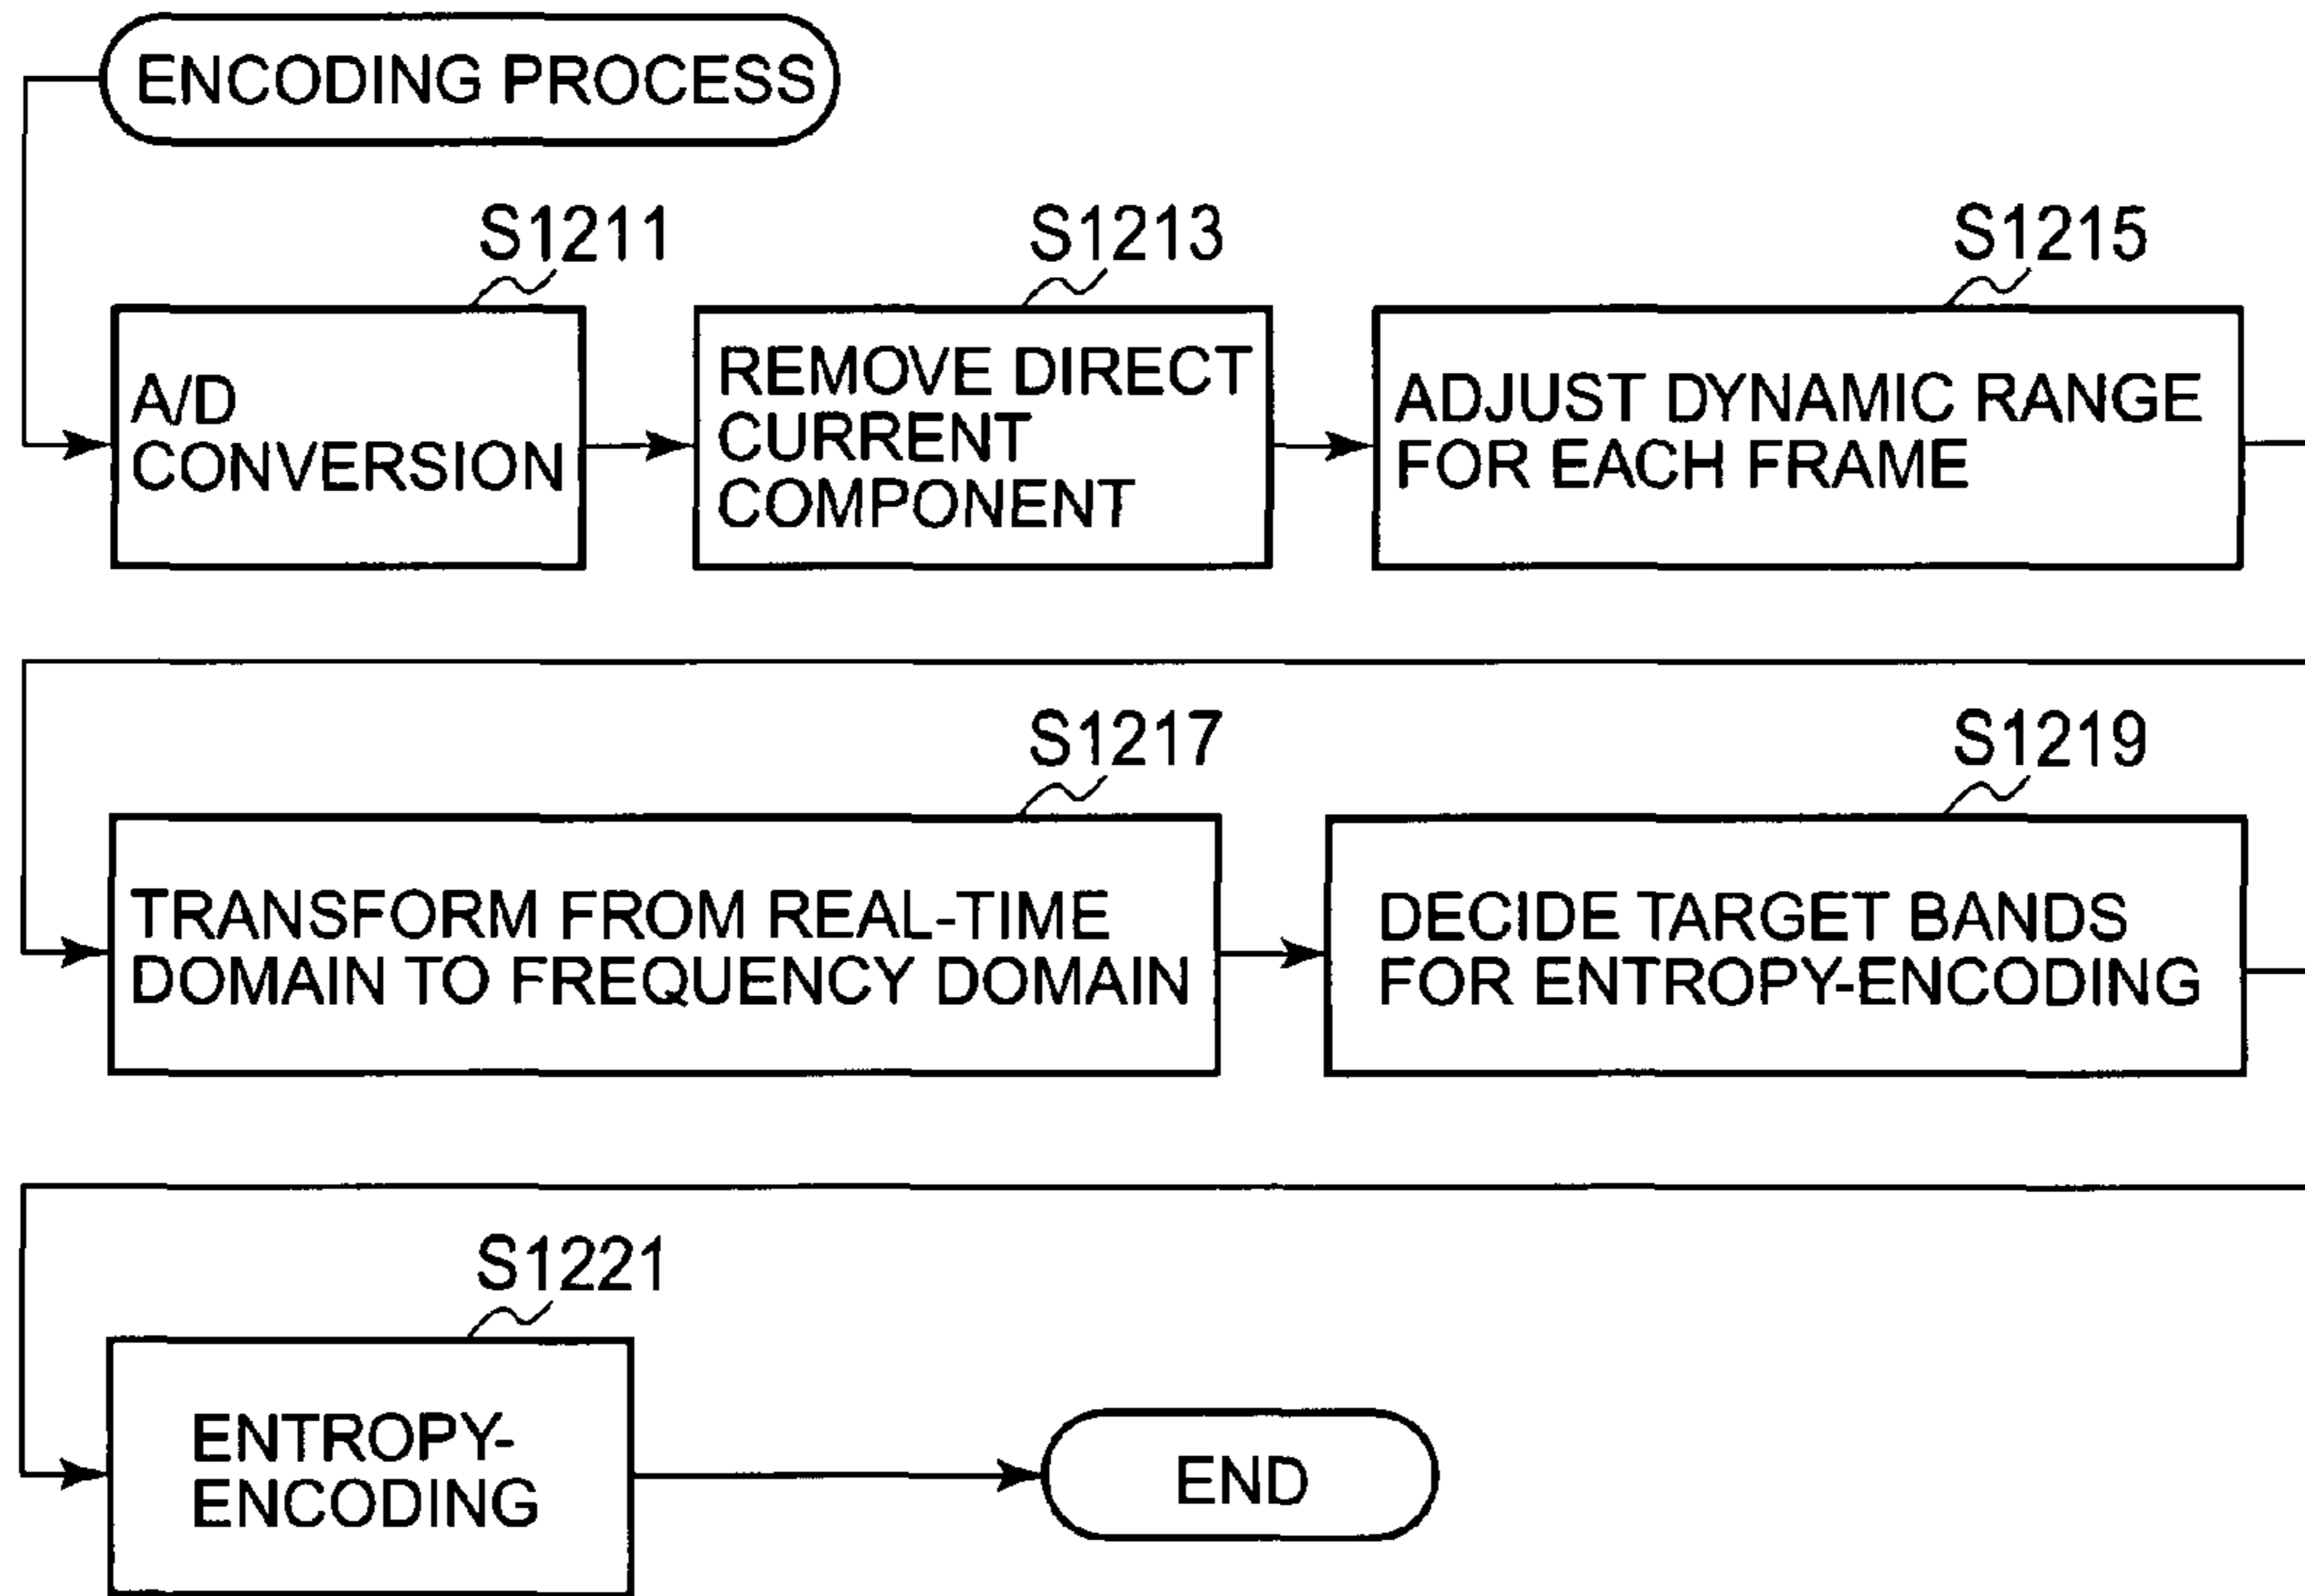 ENCODING PROCESS
S1211
A/D
CONVERSION
S1213
REMOVE DIRECT
CURRENT
COMPONENT
S1215
ADJUST DYNAMIC RANGE
FOR EACH FRAME
S1217
TRANSFORM FROM REAL-TIME
DOMAIN TO FREQUENCY DOMAIN
S1219
DECIDE TARGET BANDS
FOR ENTROPY-ENCODING
S1221
ENTROPY-
ENCODING
END